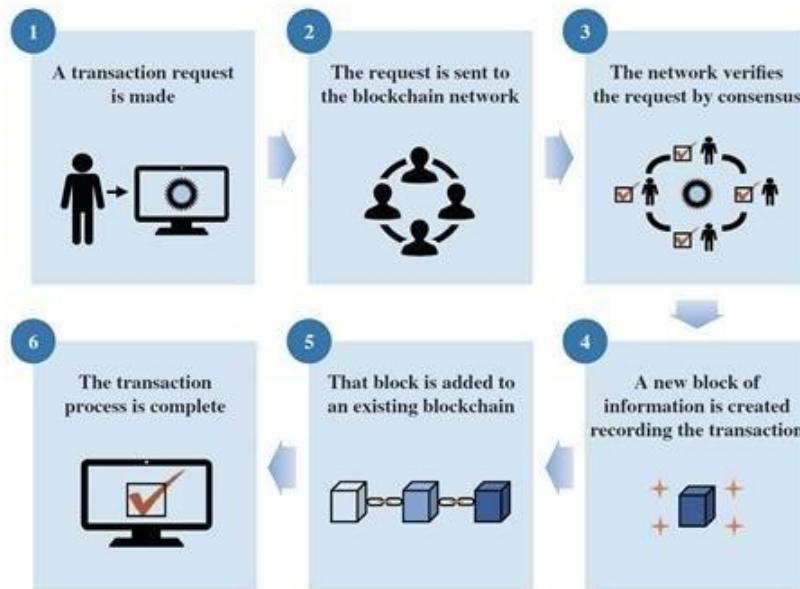 1
A transaction request
is made
2
The request is sent to
the blockchain network
3
The network verifies
the request by consensus
4
A new block of
information is created
recording the transaction
5
That block is added to
an existing blockchain
6
The transaction
process is complete